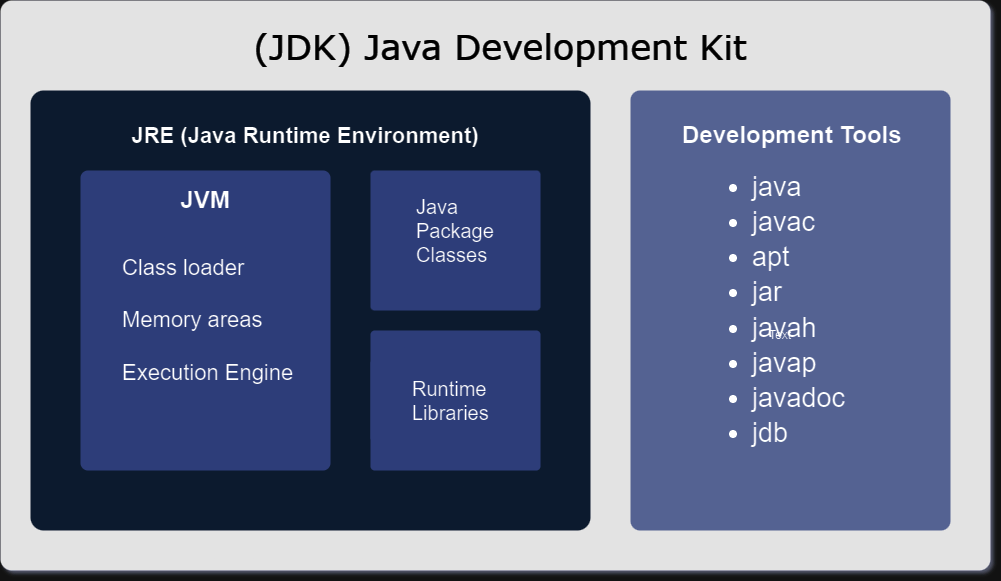 (JDK) Java Development Kit
JRE (Java Runtime Environment)
JVM
Class loader
Memory areas
Execution Engine
Java
Package
Classes
Runtime
Libraries
Development Tools
• java
• javac
• apt
• jar
• javah
Text
• javap
• javadoc
• jdb